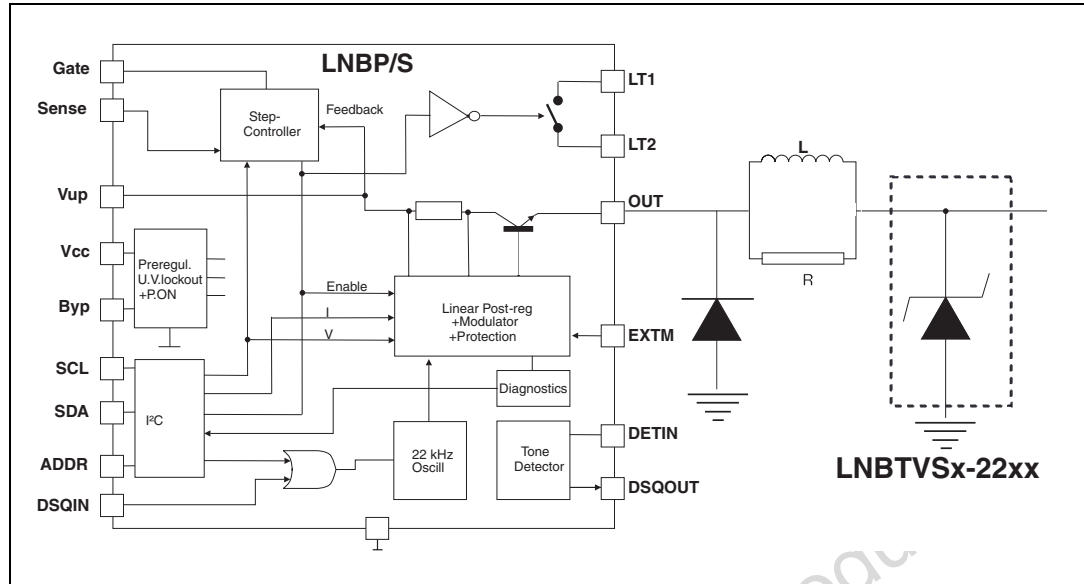 LNBP/S
Gate
Sense
Vup
Vcc
Byp
SCL
SDA
ADDR
DSQIN
Step-
Controller
Feedback
Preregul.
U.V.lockout
+P.ON
Enable
I
V
Linear Post-reg
+Modulator
+Protection
Diagnostics
I²C
22 kHz
Oscill
Tone
Detector
LT1
LT2
OUT
EXTM
DETIN
DSQOUT
L
R
LNBTVSx-22xx